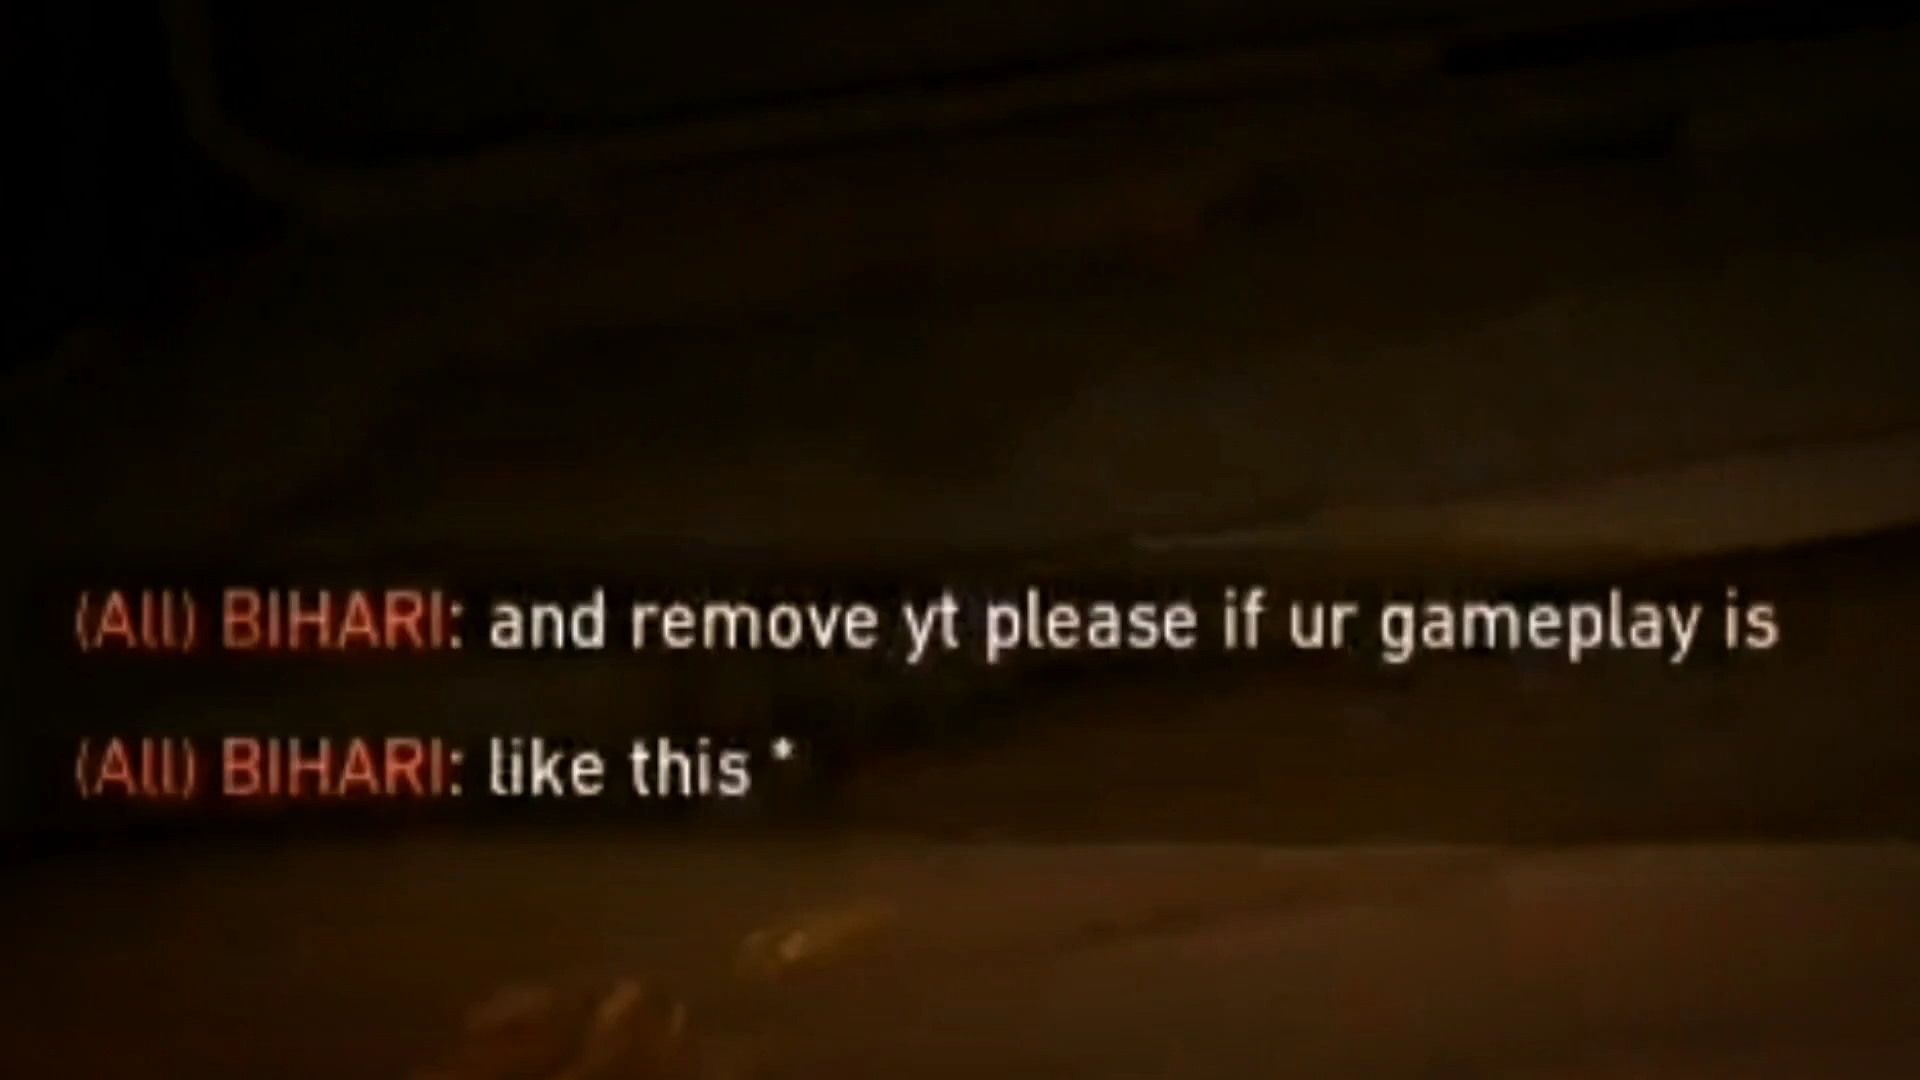 (All) BIHARI: and remove yt please if ur gameplay is
(All) BIHARI: like this *